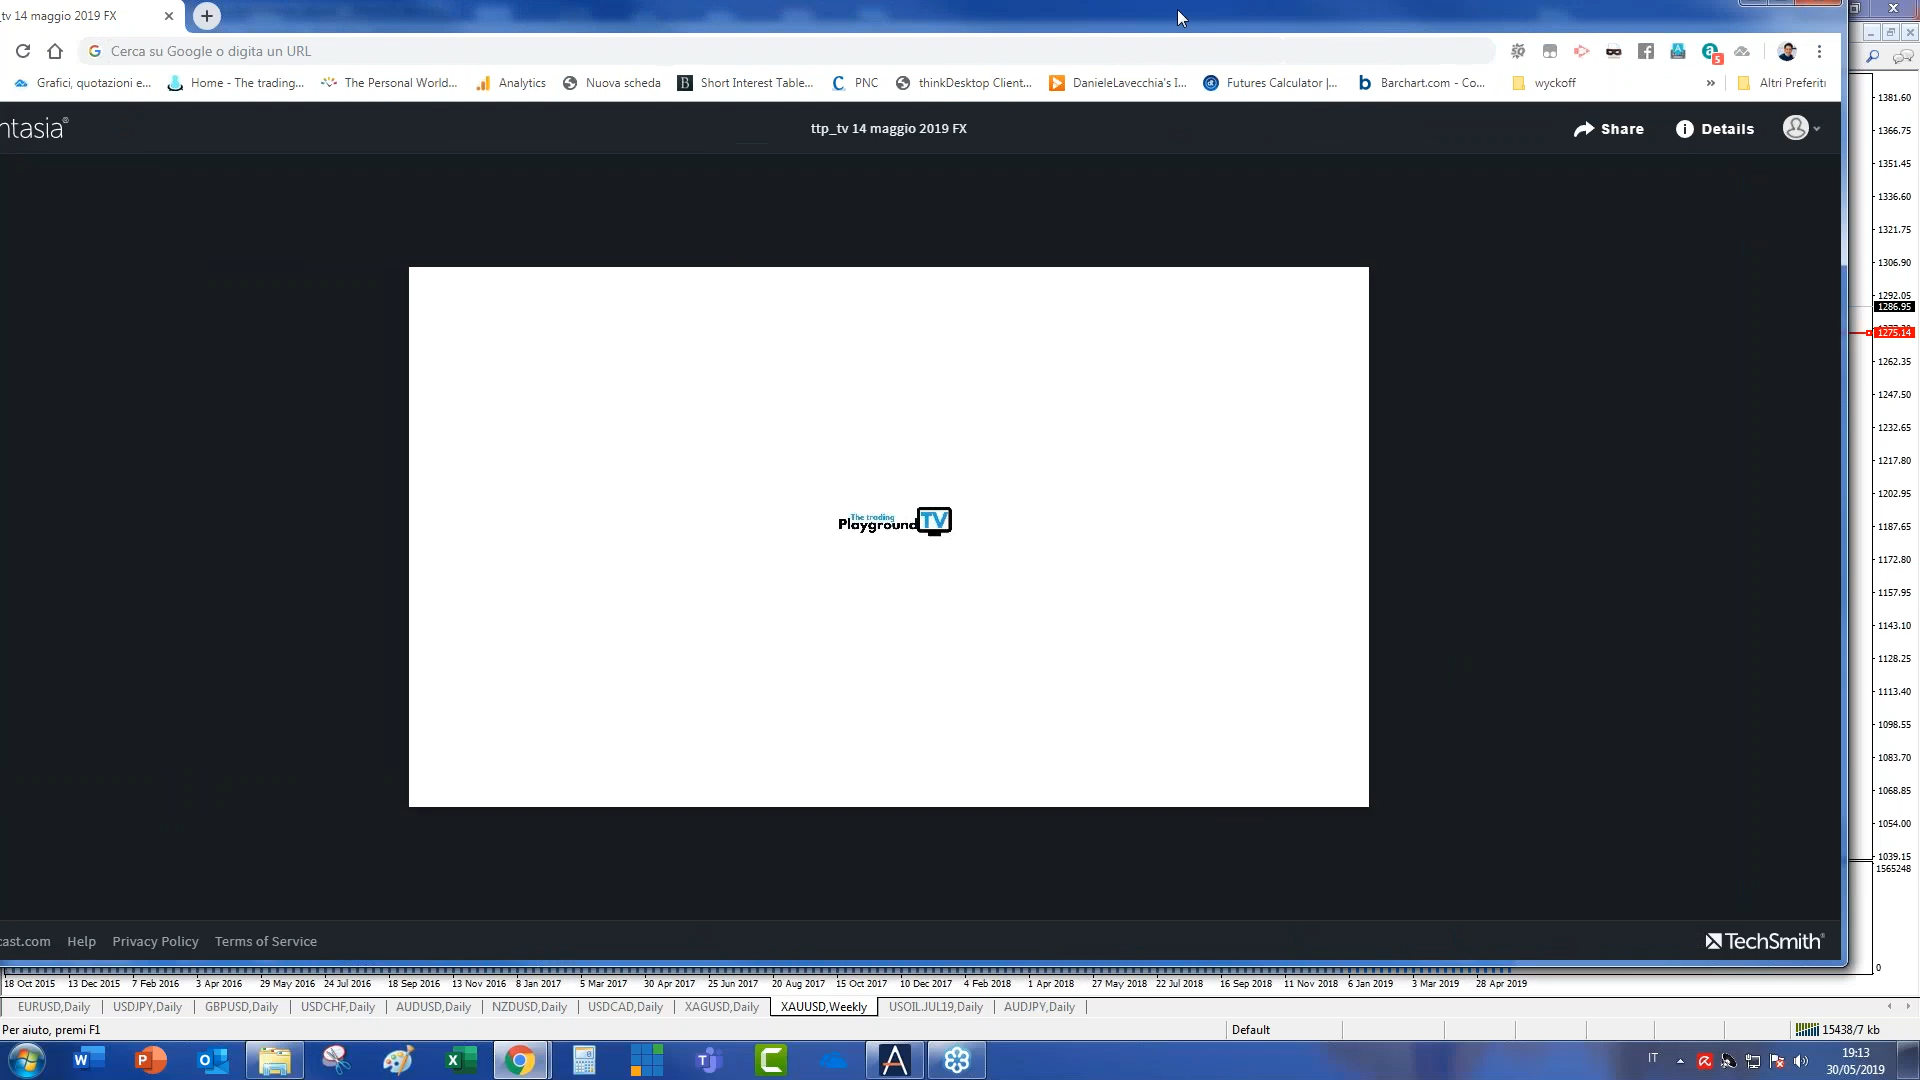 _tv 14 maggio 2019 FX
Cerca su Google o digita un URL
5
Grafici, quotazioni e... Home - The trading... The Personal World... Analytics Nuova scheda Short Interest Table... PNC thinkDesktop Client... DanieleLavecchia's I... Futures Calculator |... Barchart.com - Co... wyckoff » Altri Preferiti
ntasia®
ttp_tv 14 maggio 2019 FX
Share
Details
The trading
Playground TV
1381.60
1366.75
1351.45
1336.60
1321.75
1306.90
1292.05
1286.95
1275.14
1262.35
1247.50
1232.65
1217.80
1202.95
1187.65
1172.80
1157.95
1143.10
1128.25
1113.40
1098.55
1083.70
1068.85
1054.00
1039.15
1565248
0
cast.com Help Privacy Policy Terms of Service
TechSmith®
18 Oct 2015 13 Dec 2015 7 Feb 2016 3 Apr 2016 29 May 2016 24 Jul 2016 18 Sep 2016 13 Nov 2016 8 Jan 2017 5 Mar 2017 30 Apr 2017 25 Jun 2017 20 Aug 2017 15 Oct 2017 10 Dec 2017 4 Feb 2018 1 Apr 2018 27 May 2018 22 Jul 2018 16 Sep 2018 11 Nov 2018 6 Jan 2019 3 Mar 2019 28 Apr 2019
EURUSD,Daily USDJPY,Daily GBPUSD,Daily USDCHF,Daily AUDUSD,Daily NZDUSD,Daily USDCAD,Daily XAGUSD,Daily XAUUSD,Weekly USOIL.JUL19,Daily AUDJPY,Daily
Per aiuto, premi F1
Default
15438/7 kb
IT
19:13
30/05/2019